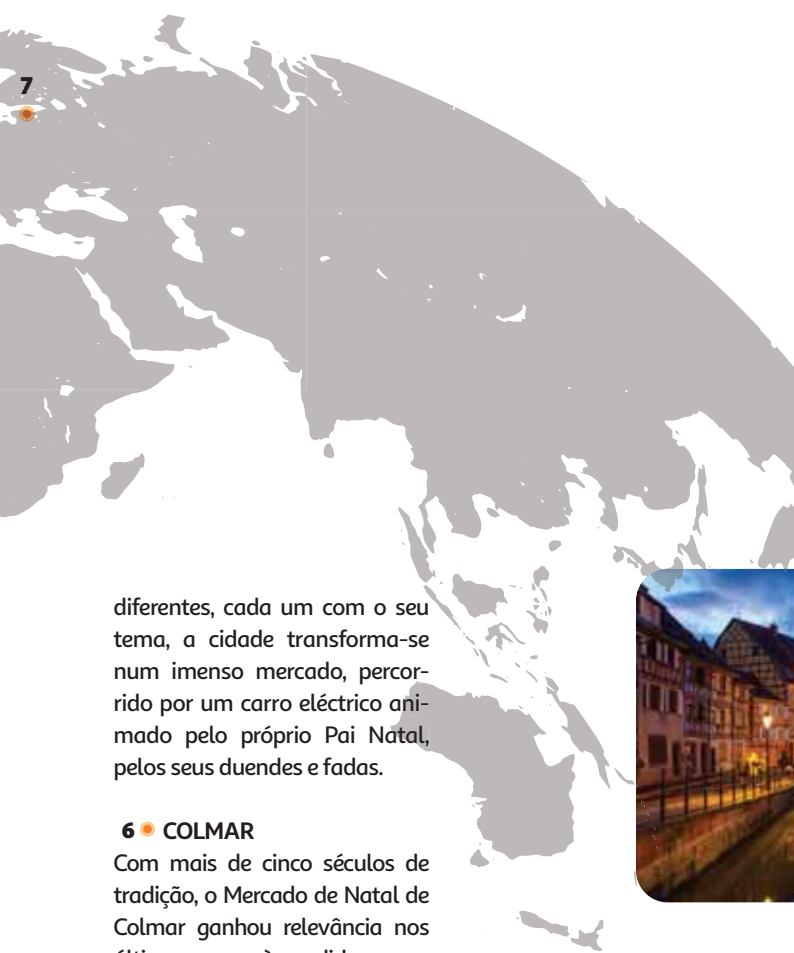 7
diferentes, cada um com o seu
tema, a cidade transforma-se
num imenso mercado, percor-
rido por um carro eléctrico ani-
mado pelo próprio Pai Natal,
pelos seus duendes e fadas.
6 COLMAR
Com mais de cinco séculos de
tradição, o Mercado de Natal de
Colmar ganhou relevância nos